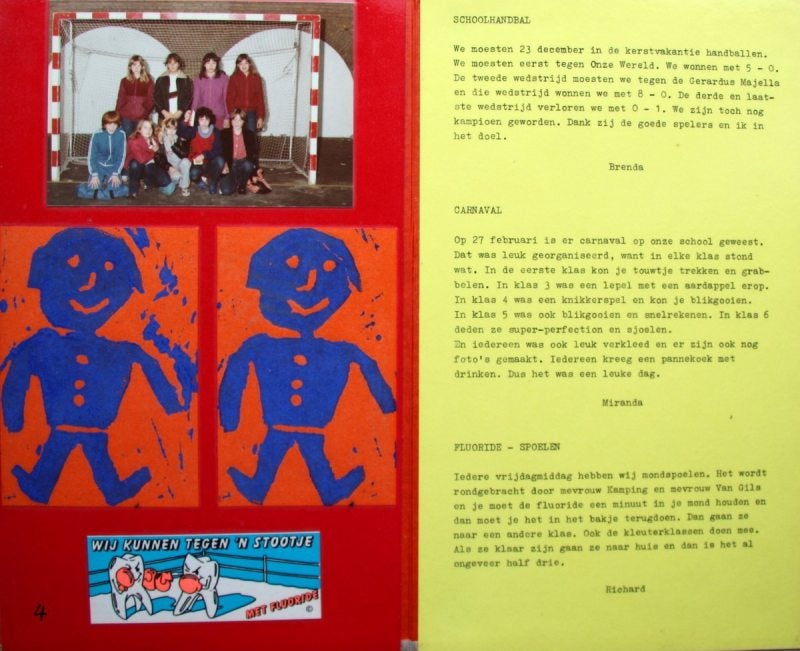 WIJ KUNNEN TEGEN 'N STOOTJE
MET FLUORIDE
©
4
SCHOOLHANDBAL
We moesten 23 december in de kerstvakantie handballen.
We moesten eerst tegen Onze Wereld. We wonnen met 5 - 0.
De tweede wedstrijd moesten we tegen de Gerardus Majella
en die wedstrijd wonnen we met 8 - 0. De derde en laat-
ste wedstrijd verloren we met 0 - 1. We zijn toch nog
kampioen geworden. Dank zij de goede spelers en ik in
het doel.
Brenda
CARNAVAL
Op 27 februari is er carnaval op onze school geweest.
Dat was leuk georganiseerd, want in elke klas stond
wat. In de eerste klas kon je touwtje trekken en grab-
belen. In klas 3 was een lepel met een aardappel erop.
In klas 4 was een knikkerspel en kon je blikgooien.
In klas 5 was ook blikgooien en snelrekenen. In klas 6
deden ze super-perfection en sjoelen.
En iedereen was ook leuk verkleed en er zijn ook nog
foto's gemaakt. Iedereen kreeg een pannekoek met
drinken. Dus het was een leuke dag.
Miranda
FLUORIDE - SPOELEN
Iedere vrijdagmiddag hebben wij mondspoelen. Het wordt
rondgebracht door mevrouw Kamping en mevrouw Van Gils
en je moet de fluoride een minuut in je mond houden en
dan moet je het in het bakje terugdoen. Dan gaan ze
naar een andere klas. Ook de kleuterklassen doen mee.
Als ze klaar zijn gaan ze naar huis en dan is het al
ongeveer half drie.
Richard